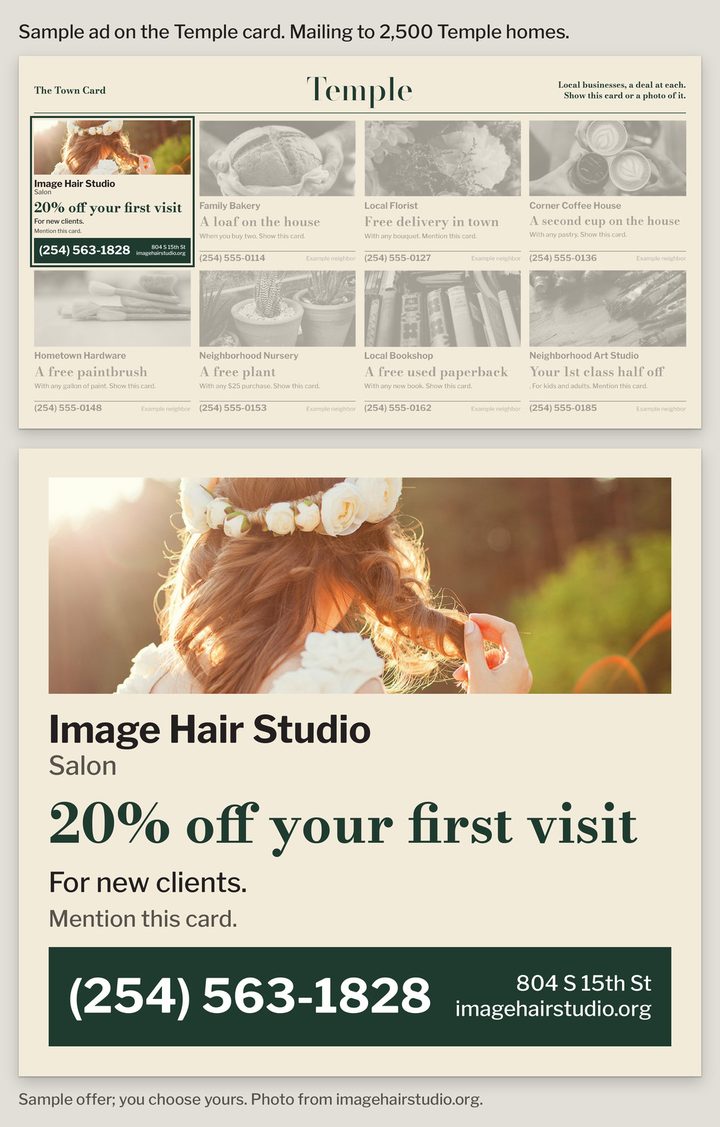 Sample ad on the Temple card. Mailing to 2,500 Temple homes.
The Town Card
Temple
Local businesses, a deal at each.
Show this card or a photo of it.
Image Hair Studio
Salon
20% off your first visit
For new clients.
Mention this card.
(254) 563-1828
804 S 15th St
imagehairstudio.org
Family Bakery
A loaf on the house
When you buy two. Show this card.
(254) 555-0114
Example neighbor
Local Florist
Free delivery in town
With any bouquet. Mention this card.
(254) 555-0127
Example neighbor
Corner Coffee House
A second cup on the house
With any pastry. Show this card.
(254) 555-0136
Example neighbor
Hometown Hardware
A free paintbrush
With any gallon of paint. Show this card.
(254) 555-0148
Example neighbor
Neighborhood Nursery
A free plant
With any $25 purchase. Show this card.
(254) 555-0153
Example neighbor
Local Bookshop
A free used paperback
With any new book. Show this card.
(254) 555-0162
Example neighbor
Neighborhood Art Studio
Your 1st class half off
For kids and adults. Mention this card.
(254) 555-0185
Example neighbor
Image Hair Studio
Salon
20% off your first visit
For new clients.
Mention this card.
(254) 563-1828
804 S 15th St
imagehairstudio.org
Sample offer; you choose yours. Photo from imagehairstudio.org.